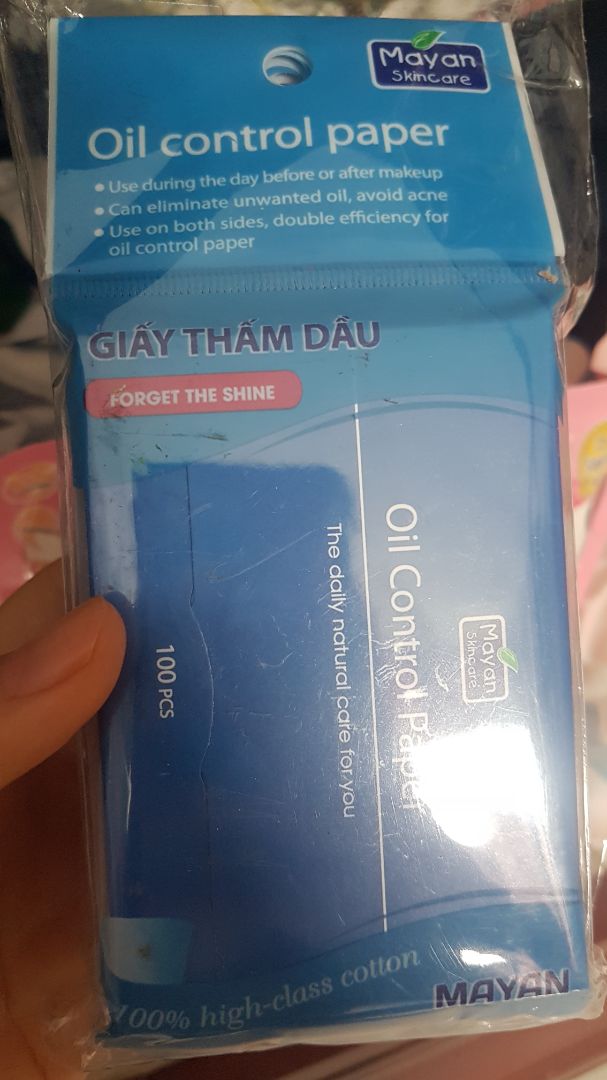 Mayan
Skincare
Oil control paper
• Use during the day before or after makeup
• Can eliminate unwanted oil, avoid acne
• Use on both sides, double efficiency for
oil control paper
GIẤY THẤM DẦU
FORGET THE SHINE
Mayan
Skincare
Oil Control Paper
The daily natural care for you
100 PCS
100% high-class cotton
MAYAN